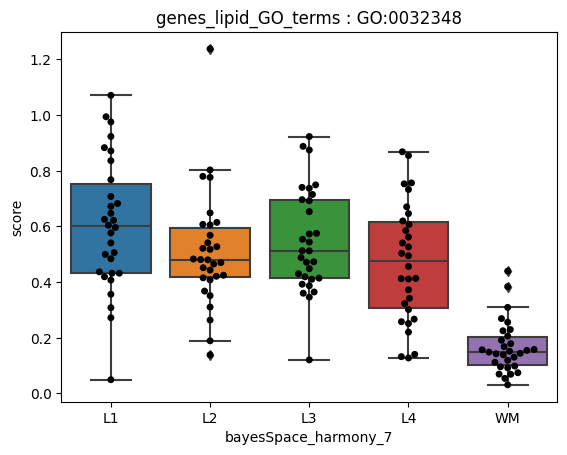 genes_lipid_GO_terms : GO:0032348
1.2
1.0
0.8
0.6
0.4
0.2
0.0
score
L1 L2 L3 L4 WM
bayesSpace_harmony_7